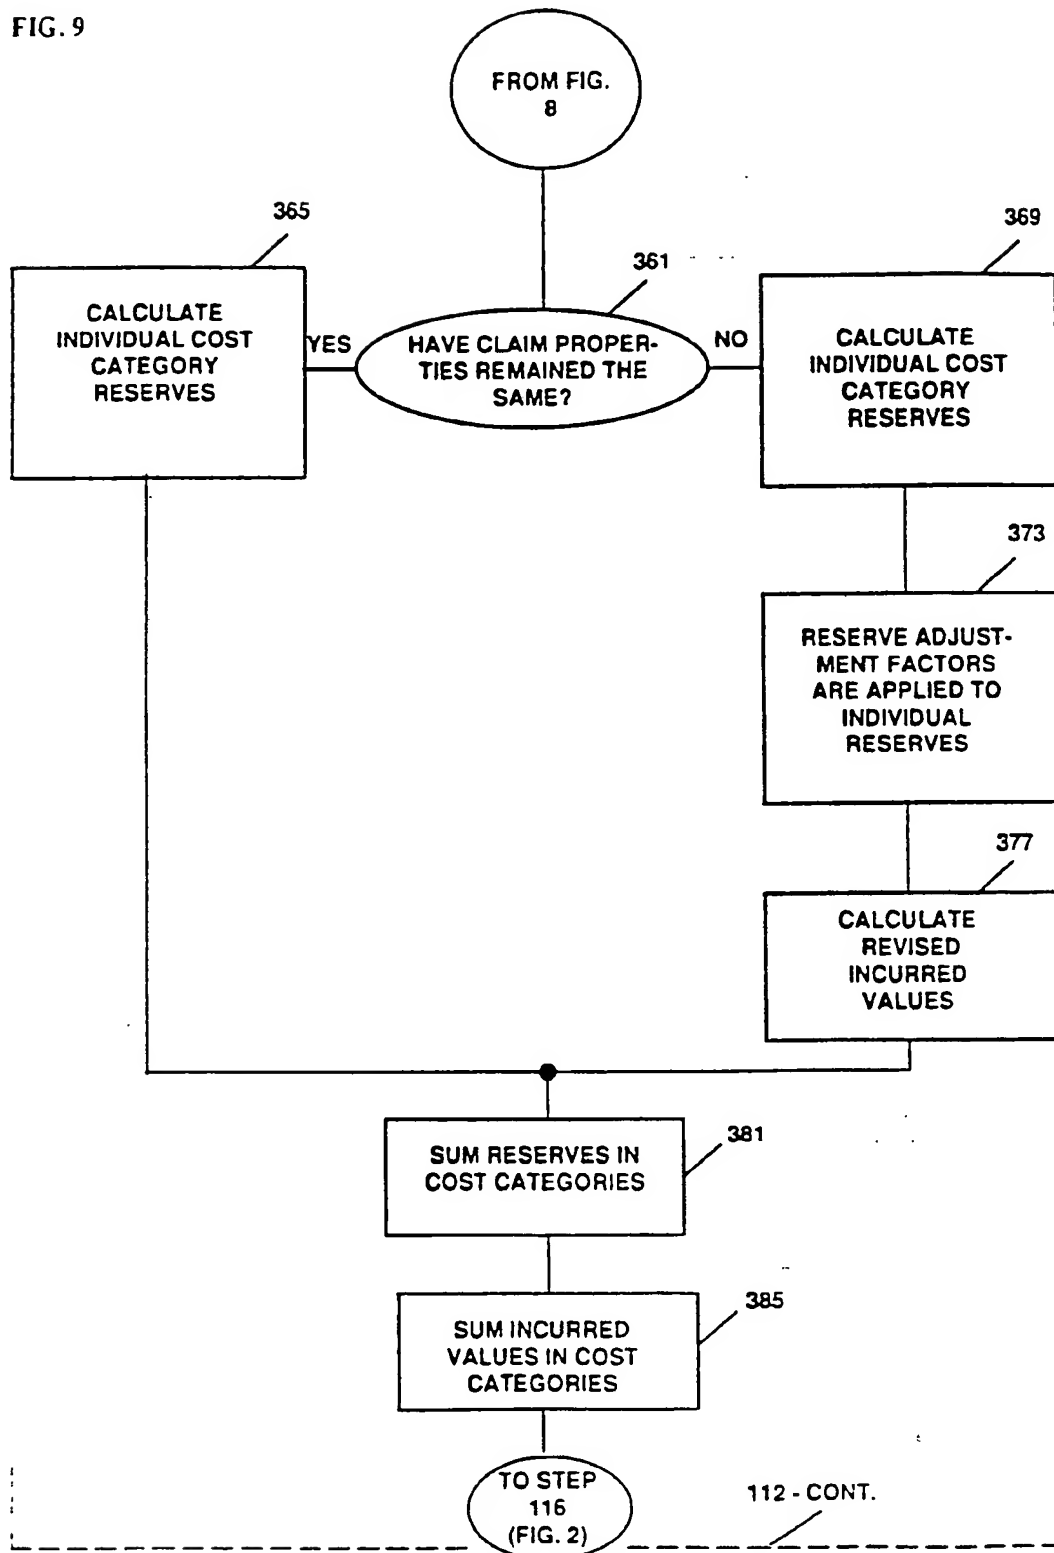 FIG. 9
FROM FIG.
8
365
369
361
CALCULATE
INDIVIDUAL COST
CATEGORY
RESERVES
YES
HAVE CLAIM PROPER-
TIES REMAINED THE
SAME?
NO
CALCULATE
INDIVIDUAL COST
CATEGORY
RESERVES
373
RESERVE ADJUST-
MENT FACTORS
ARE APPLIED TO
INDIVIDUAL
RESERVES
377
CALCULATE
REVISED
INCURRED
VALUES
381
SUM RESERVES IN
COST CATEGORIES
385
SUM INCURRED
VALUES IN COST
CATEGORIES
TO STEP
116
(FIG. 2)
112 - CONT.